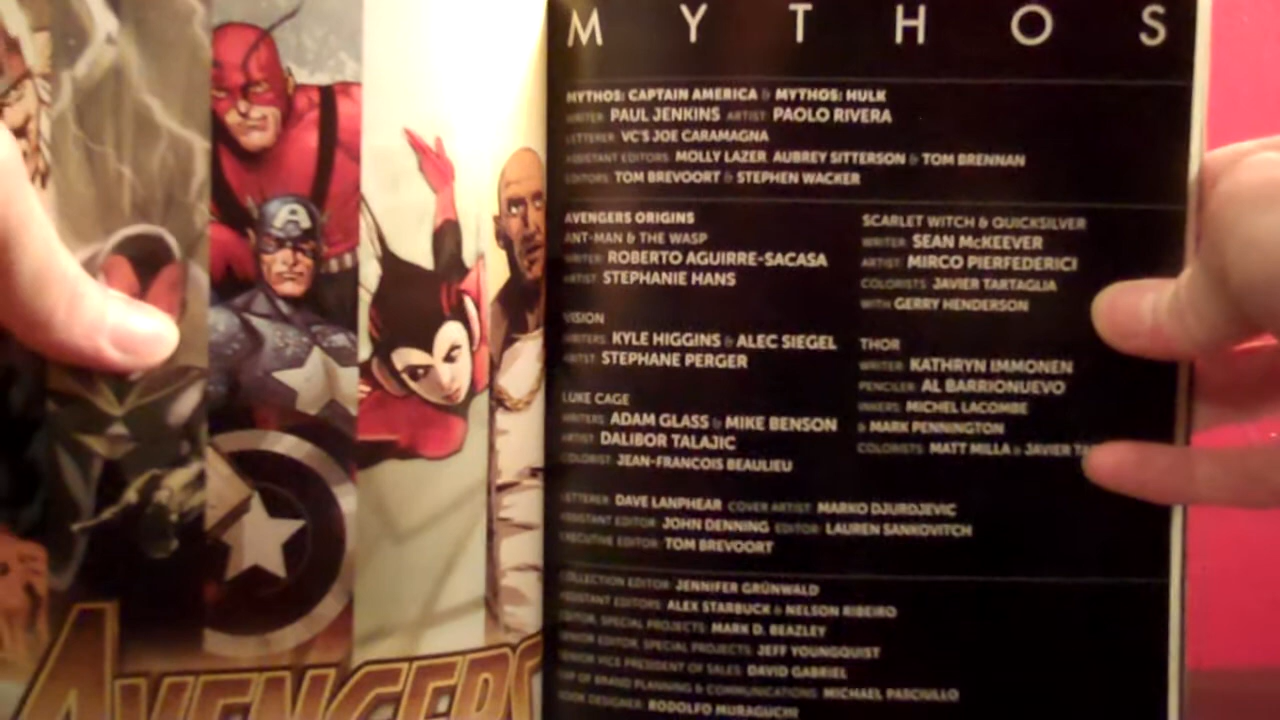 MYTHOS
MYTHOS: CAPTAIN AMERICA & MYTHOS: HULK
WRITER: PAUL JENKINS ARTIST: PAOLO RIVERA
LETTERER: VC'S JOE CARAMAGNA
ASSISTANT EDITORS: MOLLY LAZER, AUBREY SITTERSON & TOM BRENNAN
EDITORS: TOM BREVOORT & STEPHEN WACKER
AVENGERS ORIGINS
ANT-MAN & THE WASP
WRITER: ROBERTO AGUIRRE-SACASA
ARTIST: STEPHANIE HANS
VISION
WRITERS: KYLE HIGGINS & ALEC SIEGEL
ARTIST: STEPHANE PERGER
LUKE CAGE
WRITERS: ADAM GLASS & MIKE BENSON
ARTIST: DALIBOR TALAJIC
COLORIST: JEAN-FRANCOIS BEAULIEU
SCARLET WITCH & QUICKSILVER
WRITER: SEAN McKEEVER
ARTIST: MIRCO PIERFEDERICI
COLORISTS: JAVIER TARTAGLIA
WITH GERRY HENDERSON
THOR
WRITER: KATHRYN IMMONEN
PENCILER: AL BARRIONUEVO
INKERS: MICHEL LACOMBE
& MARK PENNINGTON
COLORISTS: MATT MILLA & JAVIER TA
LETTERER: DAVE LANPHEAR COVER ARTIST: MARKO DJURDJEVIC
ASSISTANT EDITOR: JOHN DENNING EDITOR: LAUREN SANKOVITCH
EXECUTIVE EDITOR: TOM BREVOORT
COLLECTION EDITOR: JENNIFER GRÜNWALD
ASSISTANT EDITORS: ALEX STARBUCK & NELSON RIBEIRO
EDITOR, SPECIAL PROJECTS: MARK D. BEAZLEY
SENIOR EDITOR, SPECIAL PROJECTS: JEFF YOUNGQUIST
SENIOR VICE PRESIDENT OF SALES: DAVID GABRIEL
SVP OF BRAND PLANNING & COMMUNICATIONS: MICHAEL PASCIULLO
BOOK DESIGNER: RODOLFO MURAGUCHI
AVENGERS
A